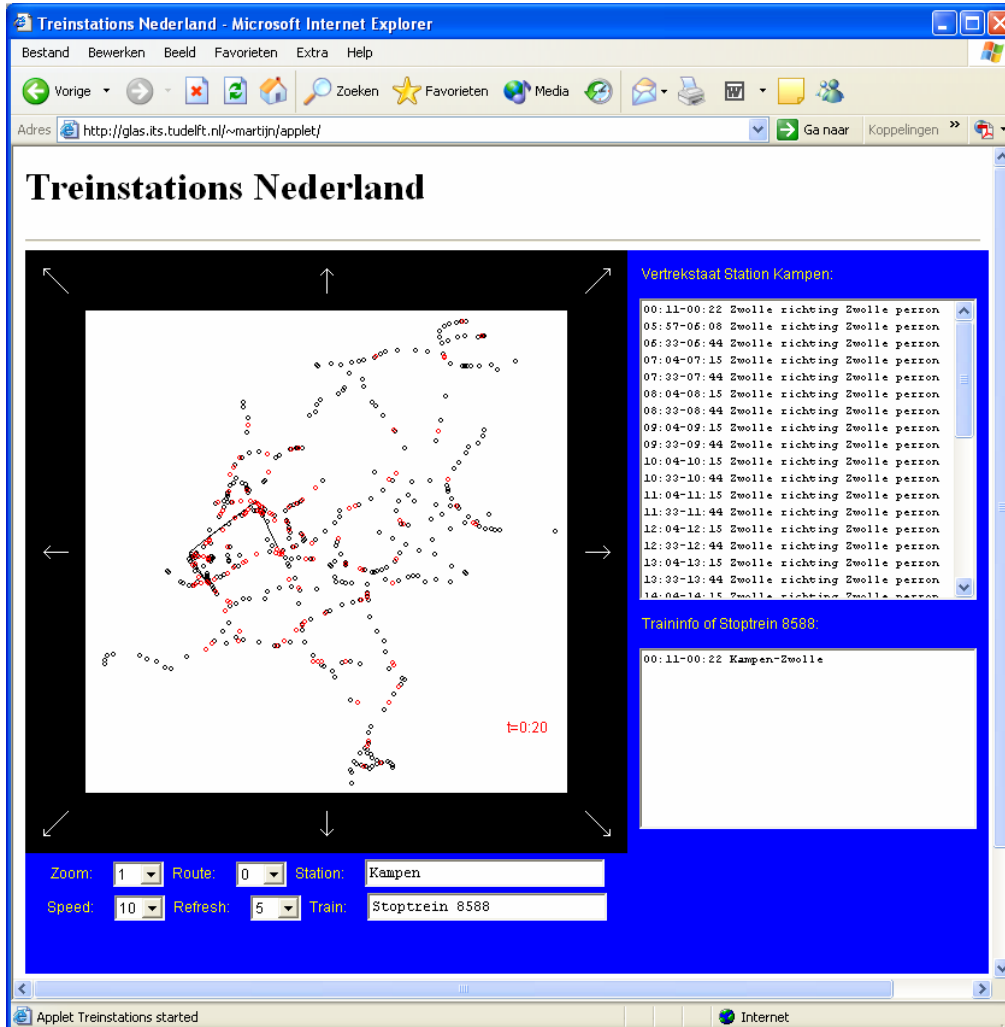 Treinstations Nederland - Microsoft Internet Explorer
Bestand Bewerken Beeld Favorieten Extra Help
Vorige Zoeken Favorieten Media
Adres http://glas.its.tudelft.nl/~martijn/applet/ Ga naar Koppelingen »
Treinstations Nederland
Vertrekstaat Station Kampen:
00:11-00:22 Zwolle richting Zwolle perron
05:57-06:08 Zwolle richting Zwolle perron
06:33-06:44 Zwolle richting Zwolle perron
07:04-07:15 Zwolle richting Zwolle perron
07:33-07:44 Zwolle richting Zwolle perron
08:04-08:15 Zwolle richting Zwolle perron
08:33-08:44 Zwolle richting Zwolle perron
09:04-09:15 Zwolle richting Zwolle perron
09:33-09:44 Zwolle richting Zwolle perron
10:04-10:15 Zwolle richting Zwolle perron
10:33-10:44 Zwolle richting Zwolle perron
11:04-11:15 Zwolle richting Zwolle perron
11:33-11:44 Zwolle richting Zwolle perron
12:04-12:15 Zwolle richting Zwolle perron
12:33-12:44 Zwolle richting Zwolle perron
13:04-13:15 Zwolle richting Zwolle perron
13:33-13:44 Zwolle richting Zwolle perron
14:04-14:15 Zwolle richting Zwolle perron
Traininfo of Stoptrein 8588:
00:11-00:22 Kampen-Zwolle
t=0:20
Zoom: 1 Route: 0 Station: Kampen
Speed: 10 Refresh: 5 Train: Stoptrein 8588
Applet Treinstations started Internet